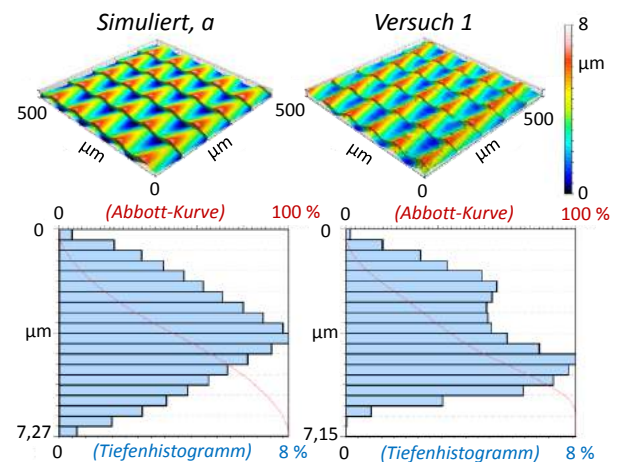 Simuliert, a
Versuch 1
8
µm
0
500
µm
µm
0
500
µm
µm
0
0
(Abbott-Kurve)
100 %
0
µm
7,27
0
(Tiefenhistogramm)
8 %
0
(Abbott-Kurve)
100 %
0
µm
7,15
0
(Tiefenhistogramm)
8 %